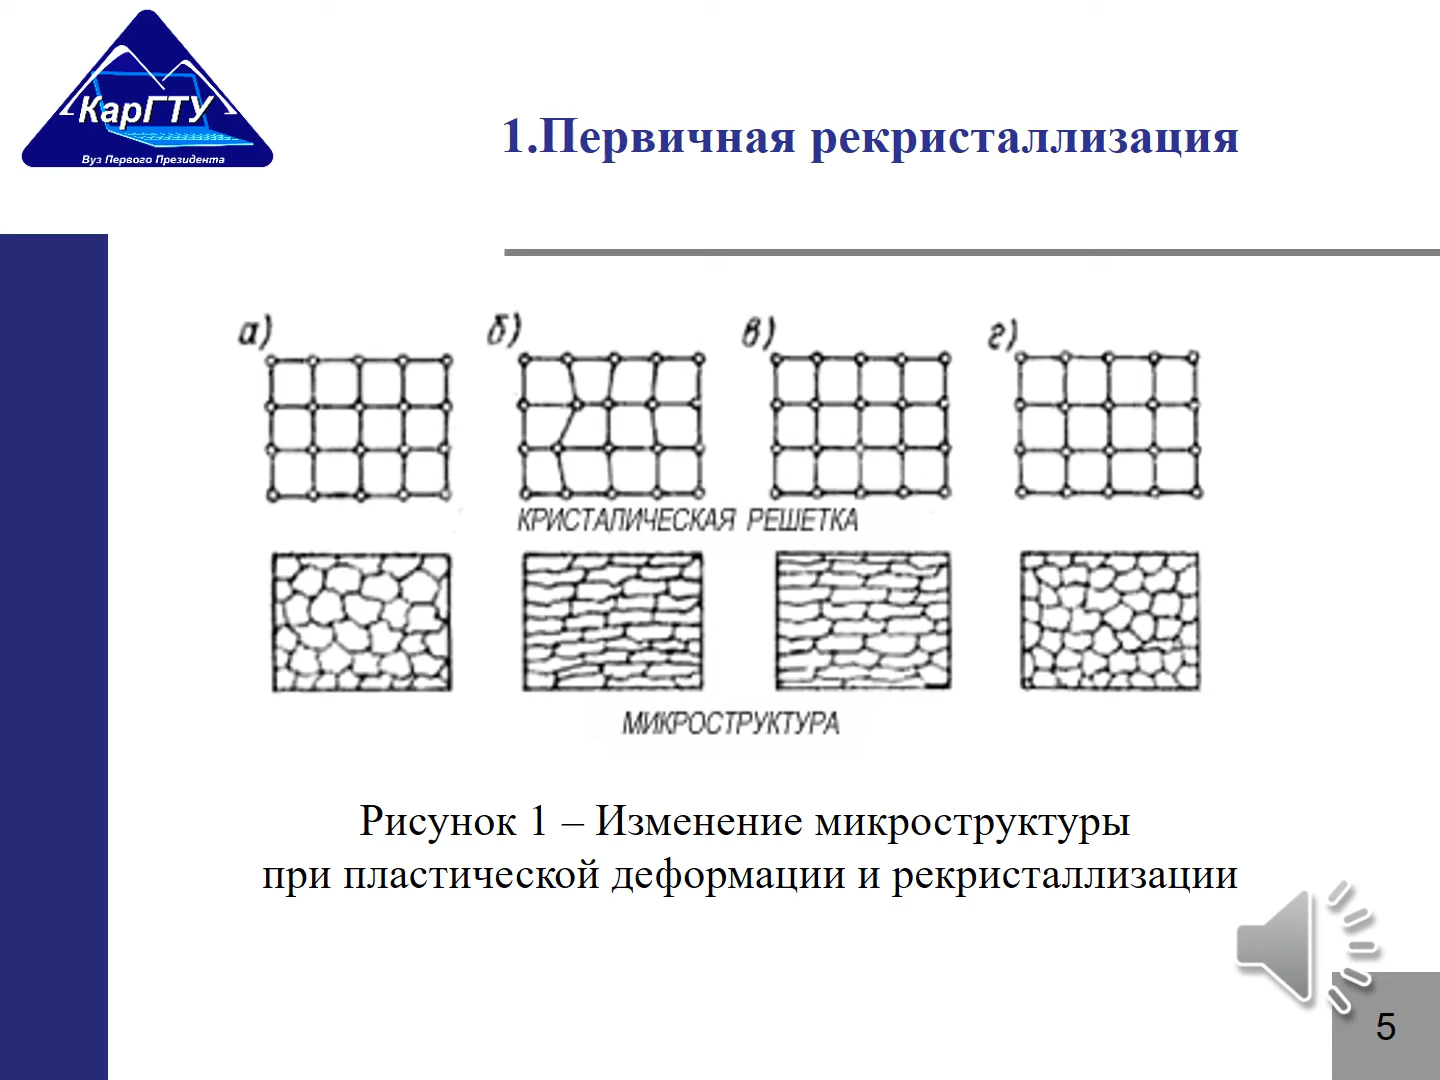 КарГТУ
Вуз Первого Президента
1.Первичная рекристаллизация
а) б) в) г)
КРИСТАЛИЧЕСКАЯ РЕШЕТКА
МИКРОСТРУКТУРА
Рисунок 1 – Изменение микроструктуры
при пластической деформации и рекристаллизации
5